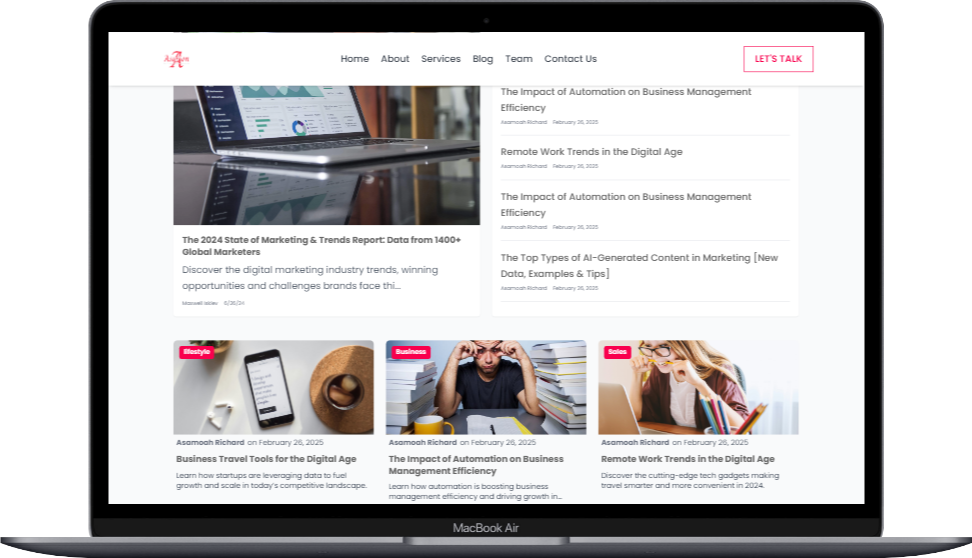 Home About Services Blog Team Contact Us
LET'S TALK
The 2024 State of Marketing & Trends Report: Data from 1400+
Global Marketers
Discover the digital marketing industry trends, winning
opportunities and challenges brands face thi...
6/26/24
The Impact of Automation on Business Management
Efficiency
Asamoah Richard February 26, 2025
Remote Work Trends in the Digital Age
Asamoah Richard February 26, 2025
The Impact of Automation on Business Management
Efficiency
Asamoah Richard February 26, 2025
The Top Types of AI-Generated Content in Marketing [New
Data, Examples & Tips]
Asamoah Richard February 26, 2025
lifestyle
Asamoah Richard on February 26, 2025
Business Travel Tools for the Digital Age
Learn how startups are leveraging data to fuel
growth and scale in today's competitive landscape.
Business
Asamoah Richard on February 26, 2025
The Impact of Automation on Business
Management Efficiency
Learn how automation is boosting business
management efficiency and driving growth in...
Sales
Asamoah Richard on February 26, 2025
Remote Work Trends in the Digital Age
Discover the cutting-edge tech gadgets making
travel smarter and more convenient in 2024.
MacBook Air